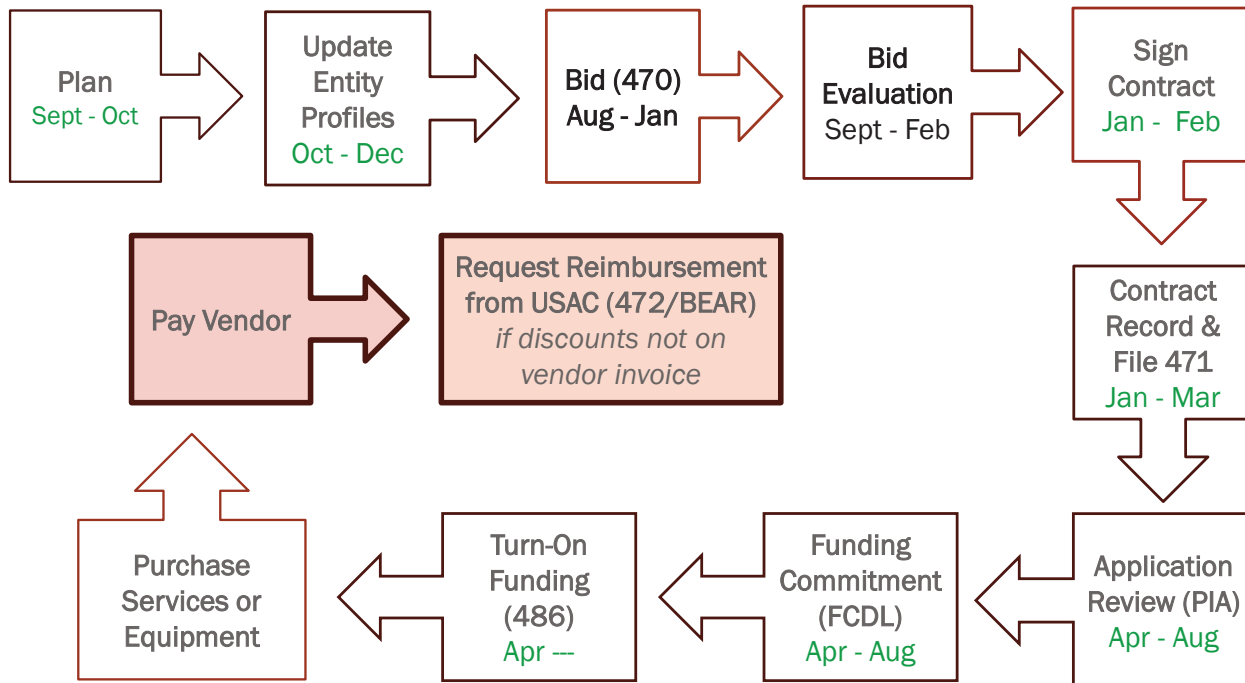 Plan
Sept - Oct
Update
Entity
Profiles
Oct - Dec
Bid (470)
Aug - Jan
Bid
Evaluation
Sept - Feb
Sign
Contract
Jan - Feb
Contract
Record &
File 471
Jan - Mar
Application
Review (PIA)
Apr - Aug
Funding
Commitment
(FCDL)
Apr - Aug
Turn-On
Funding
(486)
Apr ---
Purchase
Services or
Equipment
Pay Vendor
Request Reimbursement
from USAC (472/BEAR)
if discounts not on
vendor invoice